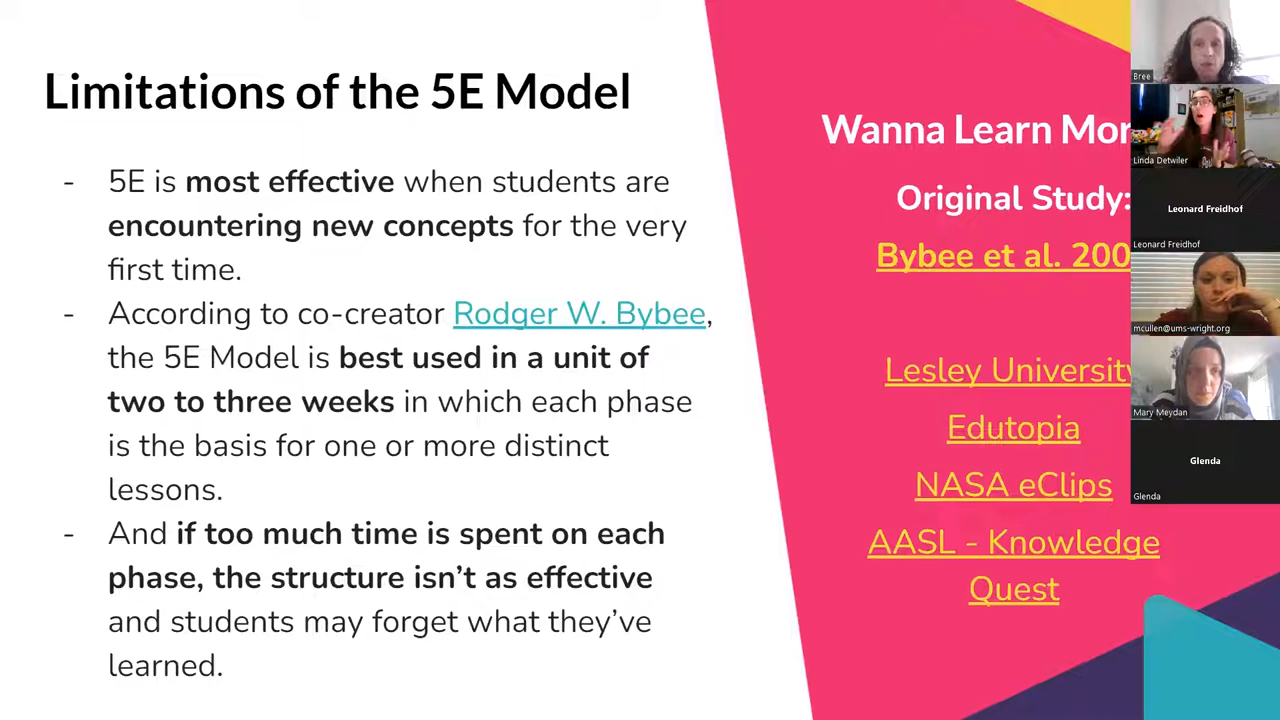 Limitations of the 5E Model
- 5E is most effective when students are
encountering new concepts for the very
first time.
- According to co-creator Rodger W. Bybee,
the 5E Model is best used in a unit of
two to three weeks in which each phase
is the basis for one or more distinct
lessons.
- And if too much time is spent on each
phase, the structure isn't as effective
and students may forget what they've
learned.
Wanna Learn Mor
Original Study:
Bybee et al. 200
Lesley University
Edutopia
NASA eClips
AASL - Knowledge
Quest
Bree
Linda Detwiler
Leonard Freidhof
Leonard Freidhof
mcullen@ums-wright.org
Mary Meydan
Glenda
Glenda